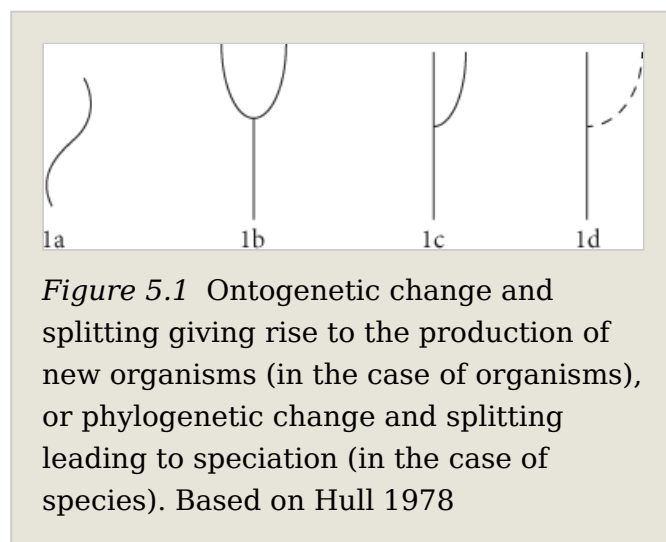 1a 1b 1c 1d
Figure 5.1 Ontogenetic change and
splitting giving rise to the production of
new organisms (in the case of organisms),
or phylogenetic change and splitting
leading to speciation (in the case of
species). Based on Hull 1978